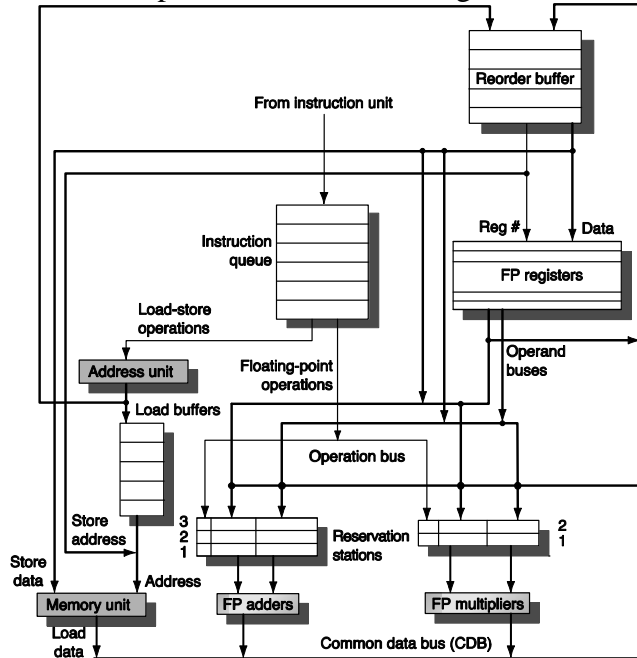 Reorder buffer
From instruction unit
Reg #
Data
Instruction
queue
FP registers
Load-store
operations
Operand
buses
Address unit
Floating-point
operations
Load buffers
Operation bus
Store
address
3
2
1
Reservation
stations
2
1
Store
data
Address
Memory unit
FP adders
FP multipliers
Load
data
Common data bus (CDB)